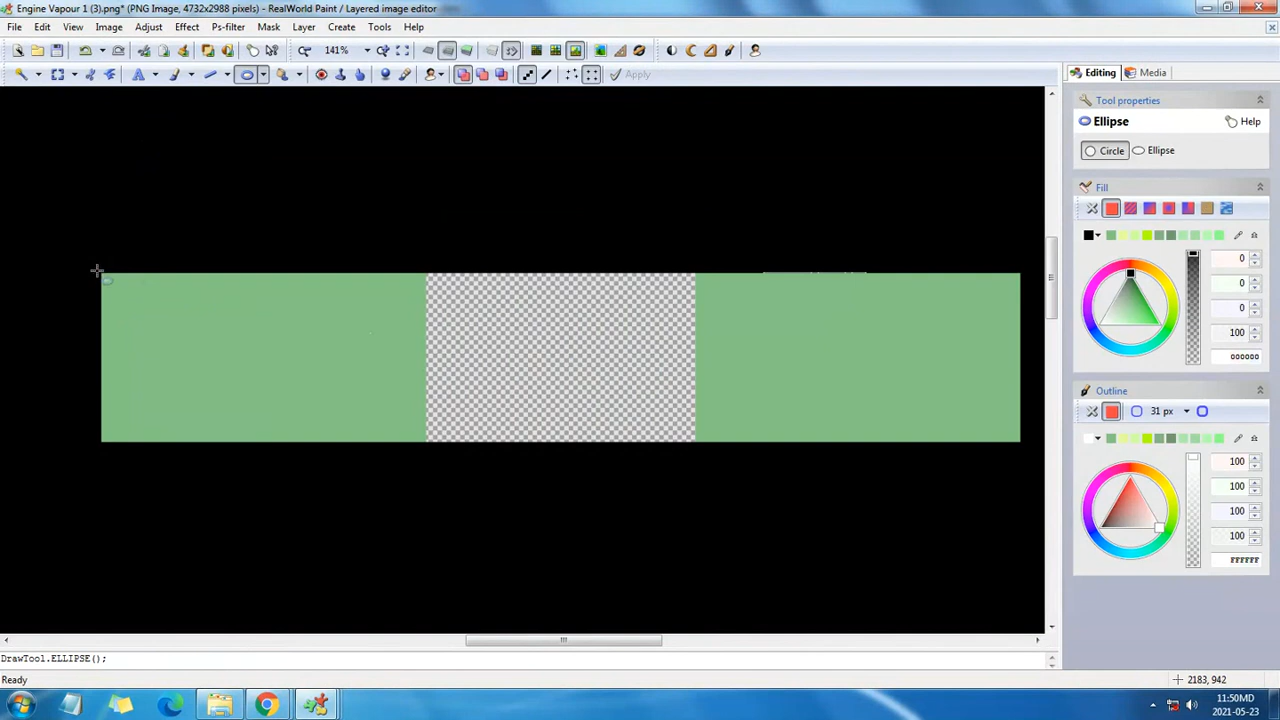 Engine Vapour 1 (3).png* (PNG Image, 4732x2988 pixels) - RealWorld Paint / Layered image editor
File Edit View Image Adjust Effect Ps-filter Mask Layer Create Tools Help
141%
Apply
Editing Media
Tool properties
Ellipse Help
Circle Ellipse
Fill
0
0
0
100
000000
Outline
31 px
100
100
100
100
FFFFFF
DrawTool.ELLIPSE();
Ready 2183, 942
11:50MD
2021-05-23